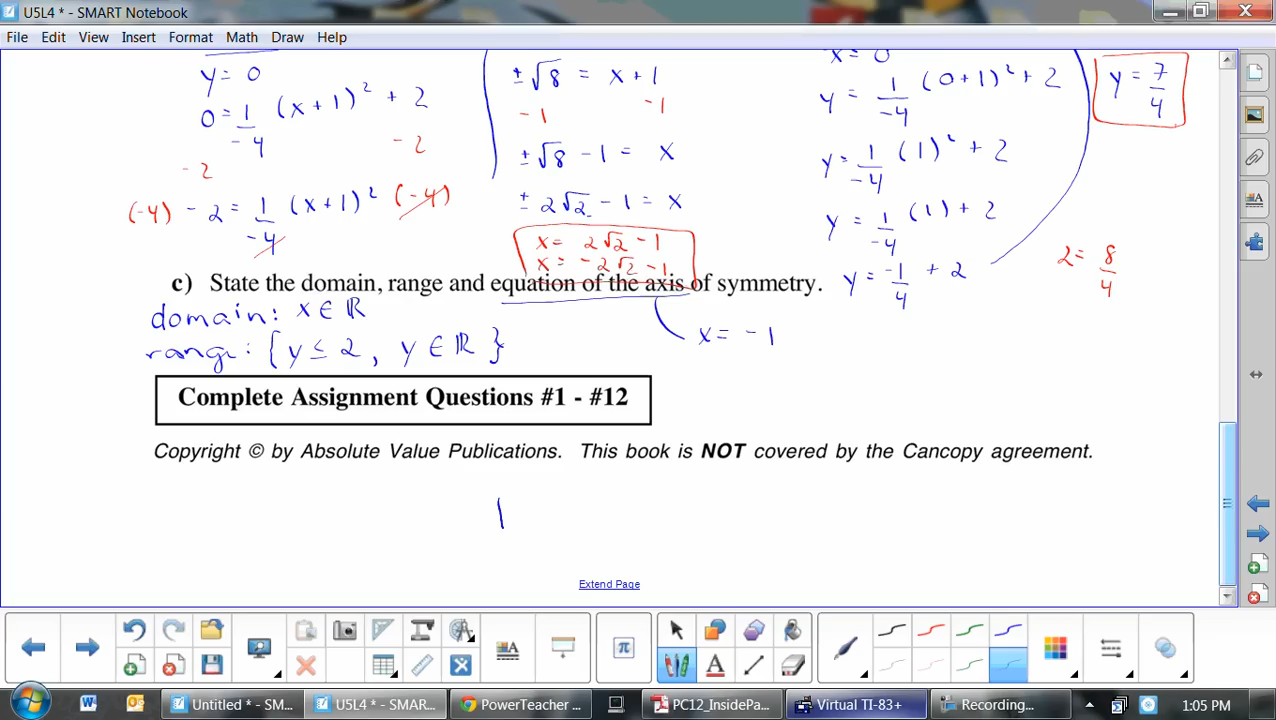 U5L4 * - SMART Notebook
File Edit View Insert Format Math Draw Help
y = 0
0 = 1/-4 (x+1)² + 2
-2 -2
(-4) -2 = 1/-4 (x+1)² (-4)
±√8 = x+1
-1 -1
±√8 -1 = x
±2√2 -1 = x
x = 2√2 -1
x = -2√2 -1
x = 0
y = 1/-4 (0+1)² + 2
y = 1/-4 (1)² + 2
y = 1/-4 (1) + 2
y = -1/4 + 2
y = 7/4
2 = 8/4
c) State the domain, range and equation of the axis of symmetry.
domain: x ∈ ℝ
range: {y ≤ 2, y ∈ ℝ}
x = -1
Complete Assignment Questions #1 - #12
Copyright © by Absolute Value Publications. This book is NOT covered by the Cancopy agreement.
Extend Page
Untitled * - SM...
U5L4 * - SMAR...
PowerTeacher ...
PC12_InsidePa...
Virtual TI-83+
Recording...
1:05 PM